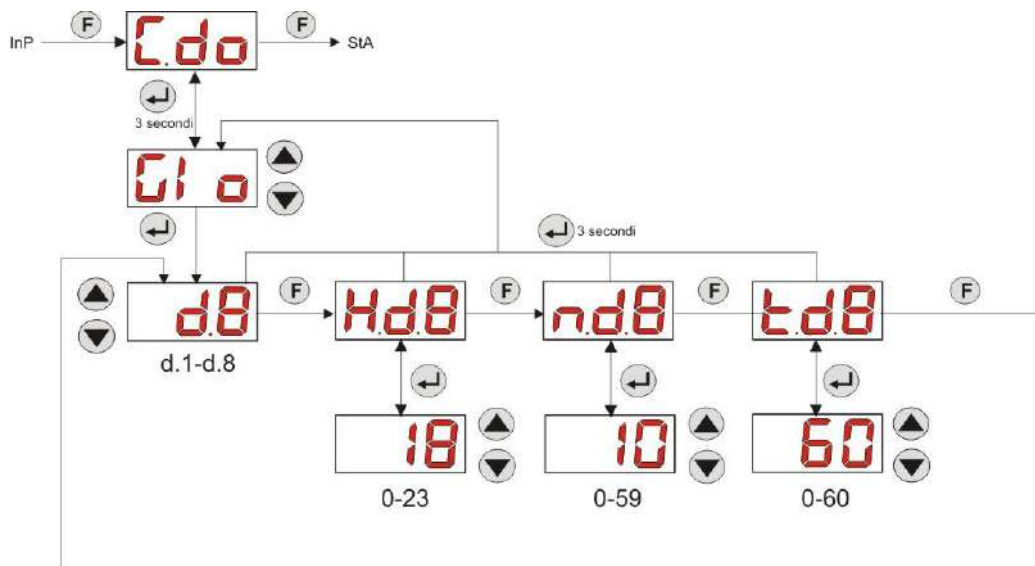 F F
InP C.do StA
3 secondi
GI o
3 secondi
d.8 F H.d.8 F n.d.8 F t.d.8 F
d.1-d.8
18 10 60
0-23 0-59 0-60